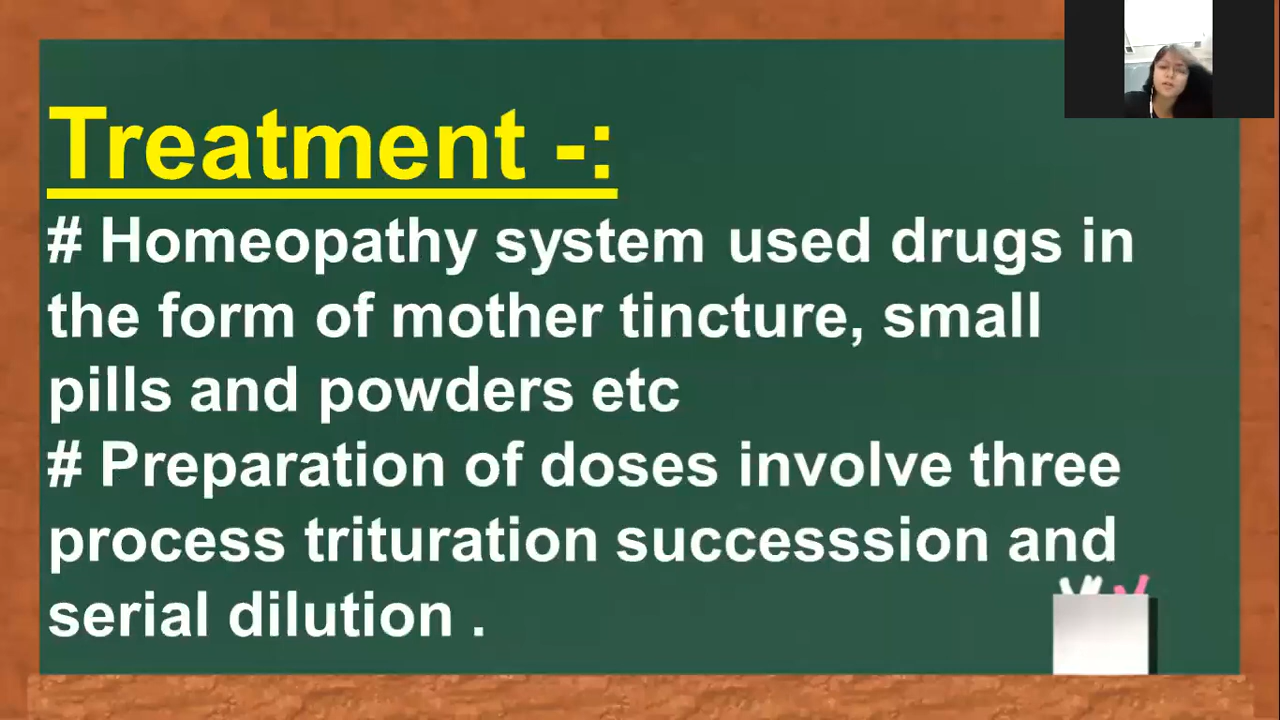 Treatment -:
# Homeopathy system used drugs in
the form of mother tincture, small
pills and powders etc
# Preparation of doses involve three
process trituration successsion and
serial dilution .